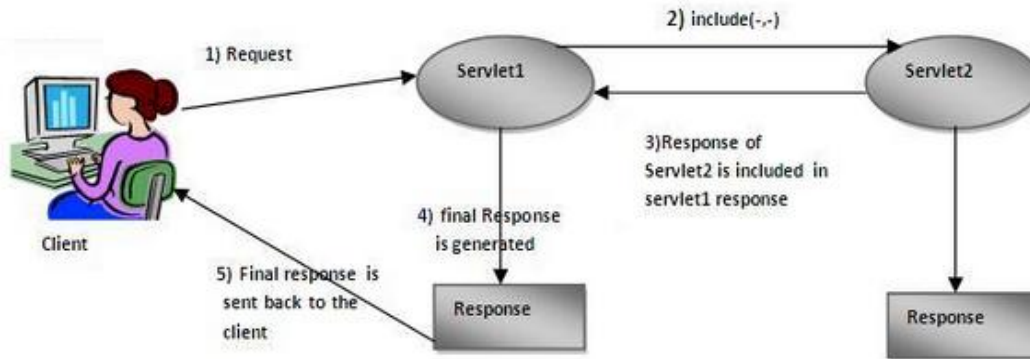 2) include(-,-)
1) Request
Servlet1
Servlet2
3)Response of
Servlet2 is included in
servlet1 response
4) final Response
is generated
Client
5) Final response is
sent back to the
client
Response
Response